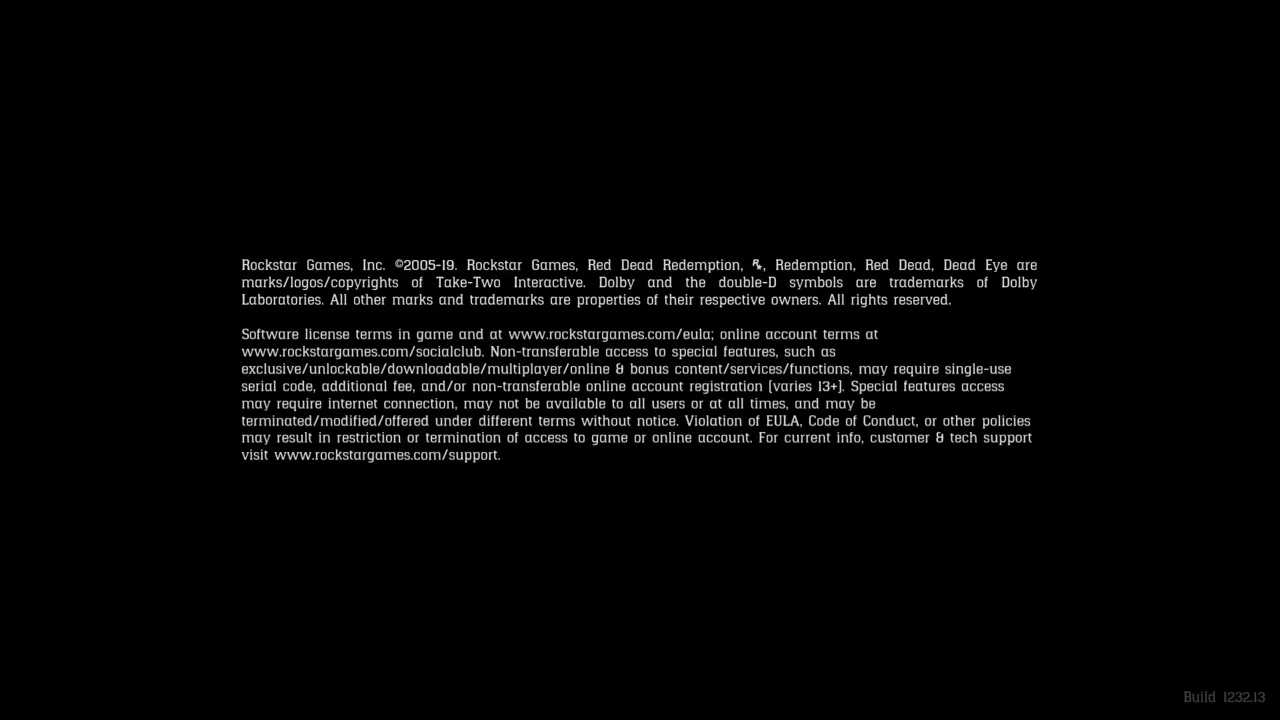 Rockstar Games, Inc. ©2005-19. Rockstar Games, Red Dead Redemption, , Redemption, Red Dead, Dead Eye are
marks/logos/copyrights of Take-Two Interactive. Dolby and the double-D symbols are trademarks of Dolby
Laboratories. All other marks and trademarks are properties of their respective owners. All rights reserved.
Software license terms in game and at www.rockstargames.com/eula; online account terms at
www.rockstargames.com/socialclub. Non-transferable access to special features, such as
exclusive/unlockable/downloadable/multiplayer/online & bonus content/services/functions, may require single-use
serial code, additional fee, and/or non-transferable online account registration [varies 13+]. Special features access
may require internet connection, may not be available to all users or at all times, and may be
terminated/modified/offered under different terms without notice. Violation of EULA, Code of Conduct, or other policies
may result in restriction or termination of access to game or online account. For current info, customer & tech support
visit www.rockstargames.com/support.
Build 1232.13